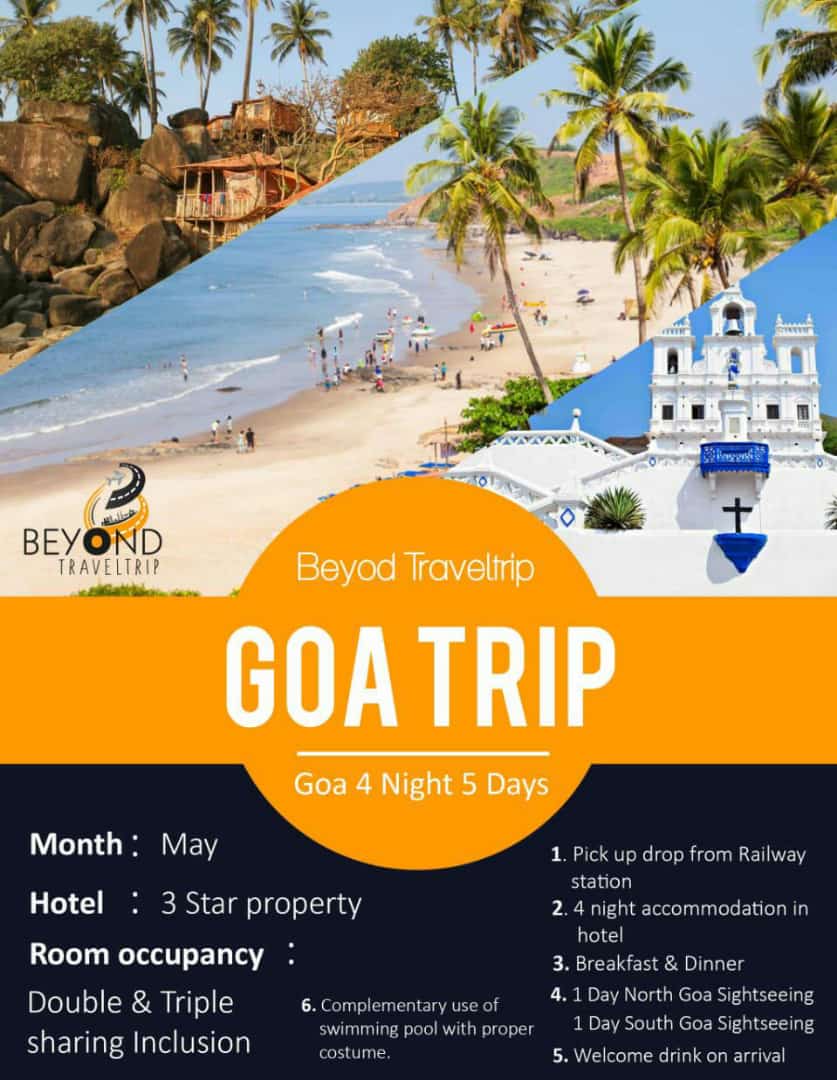 BEYOND
TRAVELTRIP
Beyod Traveltrip
GOA TRIP
Goa 4 Night 5 Days
Month : May
Hotel : 3 Star property
Room occupancy :
Double & Triple
sharing Inclusion
1. Pick up drop from Railway
station
2. 4 night accommodation in
hotel
3. Breakfast & Dinner
4. 1 Day North Goa Sightseeing
1 Day South Goa Sightseeing
5. Welcome drink on arrival
6. Complementary use of
swimming pool with proper
costume.